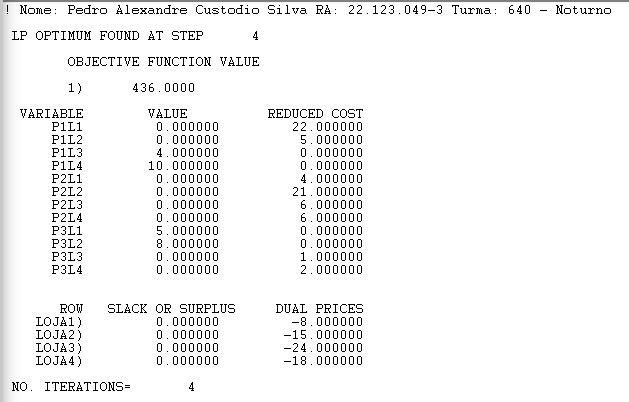 ! Nome: Pedro Alexandre Custodio Silva RA: 22.123.049-3 Turma: 640 - Noturno
LP OPTIMUM FOUND AT STEP 4
OBJECTIVE FUNCTION VALUE
1) 436.0000
VARIABLE VALUE REDUCED COST
P1L1 0.000000 22.000000
P1L2 0.000000 5.000000
P1L3 4.000000 0.000000
P1L4 10.000000 0.000000
P2L1 0.000000 4.000000
P2L2 0.000000 21.000000
P2L3 0.000000 6.000000
P2L4 0.000000 6.000000
P3L1 5.000000 0.000000
P3L2 8.000000 0.000000
P3L3 0.000000 1.000000
P3L4 0.000000 2.000000
ROW SLACK OR SURPLUS DUAL PRICES
LOJA1) 0.000000 -8.000000
LOJA2) 0.000000 -15.000000
LOJA3) 0.000000 -24.000000
LOJA4) 0.000000 -18.000000
NO. ITERATIONS= 4